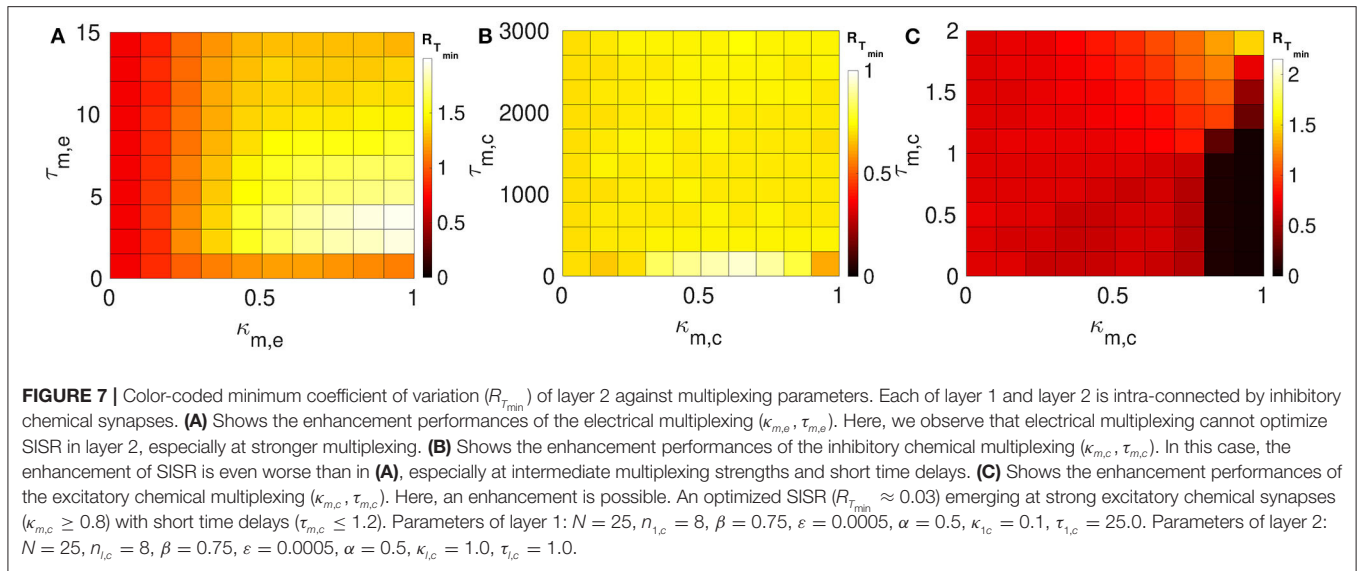 A
15
10
5
0
τm,e
0
0.5
1
κm,e
RTmin
1.5
1
0.5
0
B
3000
2000
1000
0
τm,c
0
0.5
1
κm,c
RTmin
1
0.5
0
C
2
1.5
1
0.5
0
τm,c
0
0.5
1
κm,c
RTmin
2
1.5
1
0.5
0
FIGURE 7 | Color-coded minimum coefficient of variation (RTmin) of layer 2 against multiplexing parameters. Each of layer 1 and layer 2 is intra-connected by inhibitory
chemical synapses. (A) Shows the enhancement performances of the electrical multiplexing (κm,e, τm,e). Here, we observe that electrical multiplexing cannot optimize
SISR in layer 2, especially at stronger multiplexing. (B) Shows the enhancement performances of the inhibitory chemical multiplexing (κm,c, τm,c). In this case, the
enhancement of SISR is even worse than in (A), especially at intermediate multiplexing strengths and short time delays. (C) Shows the enhancement performances of
the excitatory chemical multiplexing (κm,c, τm,c). Here, an enhancement is possible. An optimized SISR (RTmin ≈ 0.03) emerging at strong excitatory chemical synapses
(κm,c ≥ 0.8) with short time delays (τm,c ≤ 1.2). Parameters of layer 1: N = 25, n1,c = 8, β = 0.75, ε = 0.0005, α = 0.5, κ1c = 0.1, τ1,c = 25.0. Parameters of layer 2:
N = 25, nl,c = 8, β = 0.75, ε = 0.0005, α = 0.5, κl,c = 1.0, τl,c = 1.0.